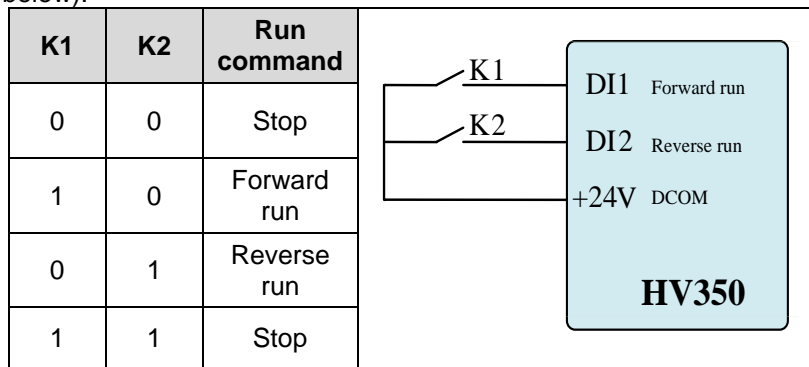 below):
K1 K2 Run command
0 0 Stop
1 0 Forward run
0 1 Reverse run
1 1 Stop
K1
K2
DI1 Forward run
DI2 Reverse run
+24V DCOM
HV350